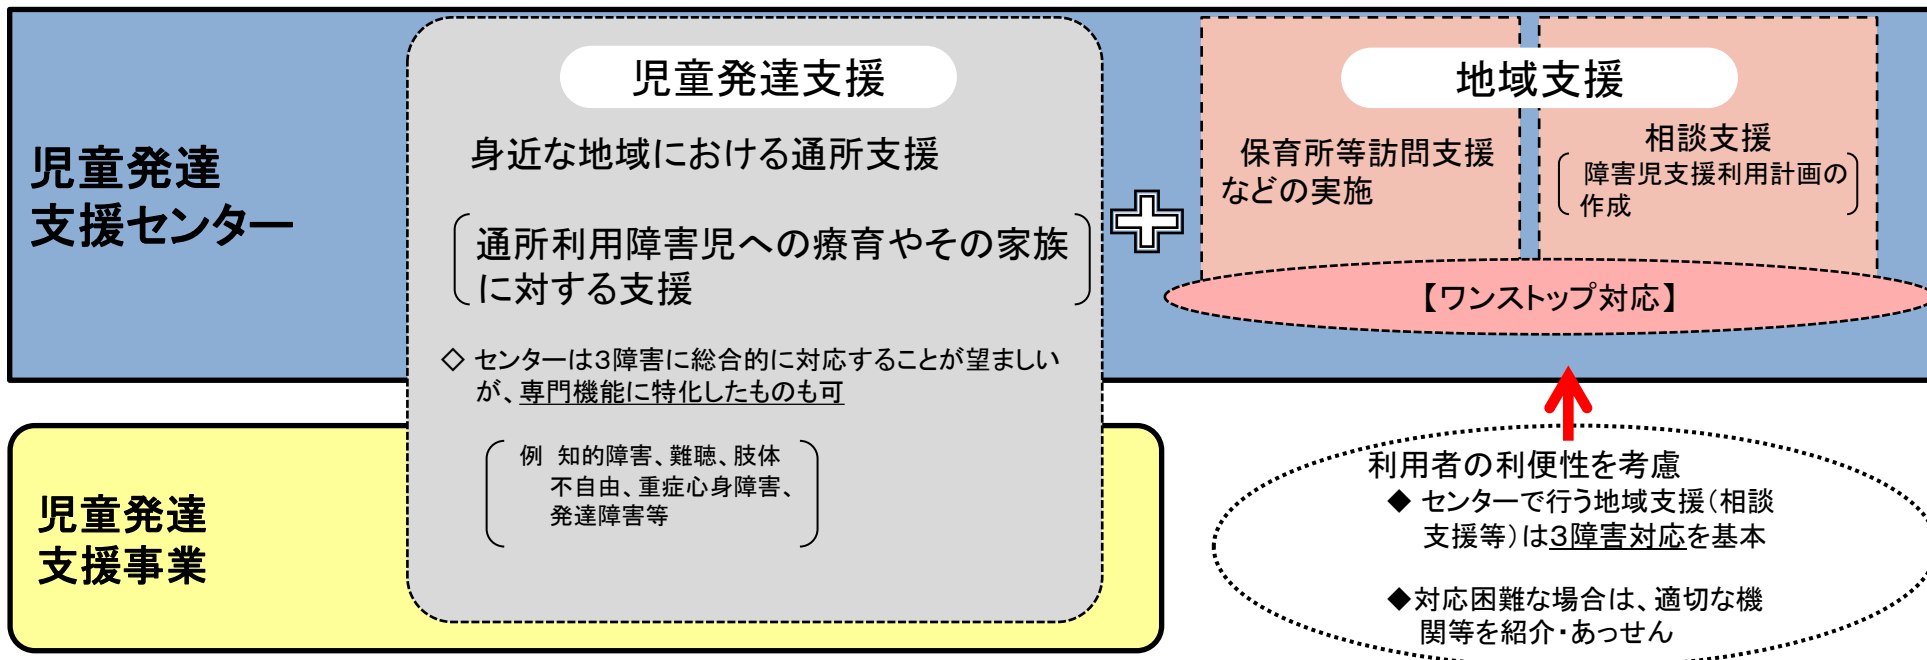 児童発達
支援センター
児童発達支援
身近な地域における通所支援
通所利用障害児への療育やその家族
に対する支援
◇ センターは３障害に総合的に対応することが望ましい
が、専門機能に特化したものも可
例　知的障害、難聴、肢体
不自由、重症心身障害、
発達障害等
地域支援
保育所等訪問支援
などの実施
相談支援
障害児支援利用計画の
作成
【ワンストップ対応】
児童発達
支援事業
利用者の利便性を考慮
◆ センターで行う地域支援（相談
支援等）は３障害対応を基本
◆対応困難な場合は、適切な機
関等を紹介・あっせん